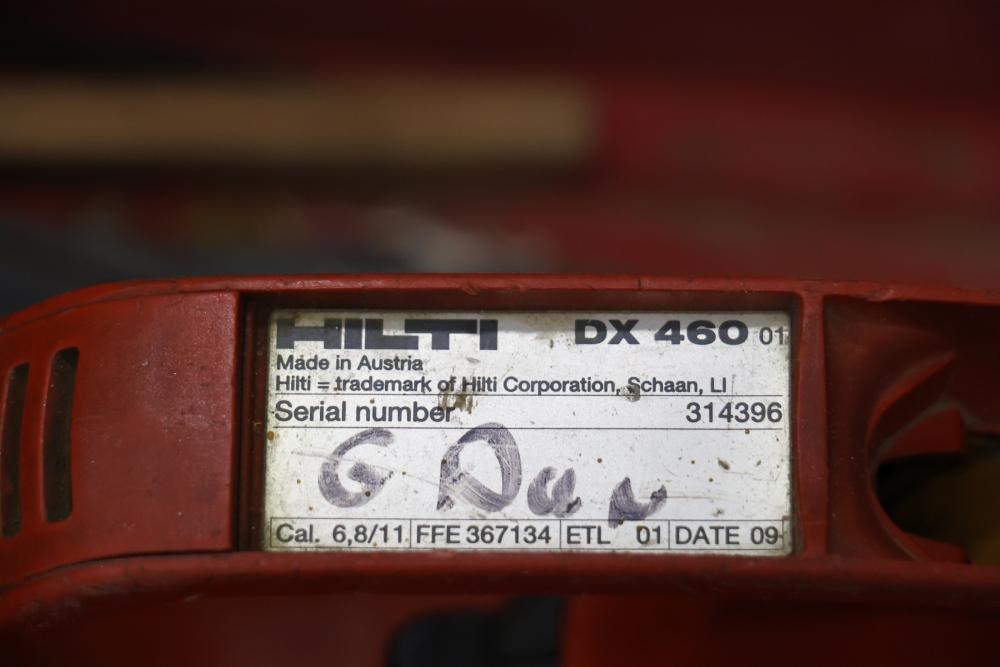 HILTI DX 460 01
Made in Austria
Hilti = trademark of Hilti Corporation, Schaan, LI
Serial number 314396
G Dun
Cal. 6,8/11 FFE 367134 ETL 01 DATE 09